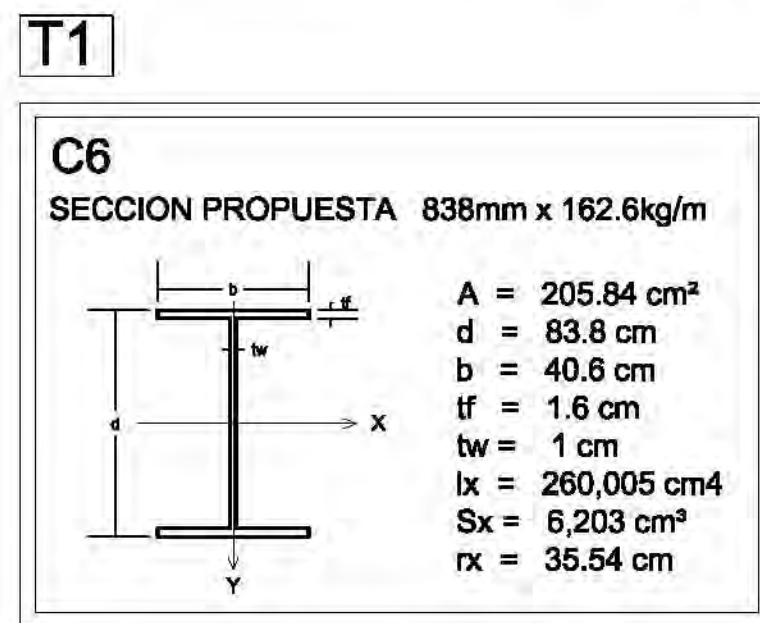 T1
C6
SECCION PROPUESTA 838mm x 162.6kg/m
b
tf
tw
d
X
Y
A = 205.84 cm²
d = 83.8 cm
b = 40.6 cm
tf = 1.6 cm
tw = 1 cm
Ix = 260,005 cm4
Sx = 6,203 cm³
rx = 35.54 cm